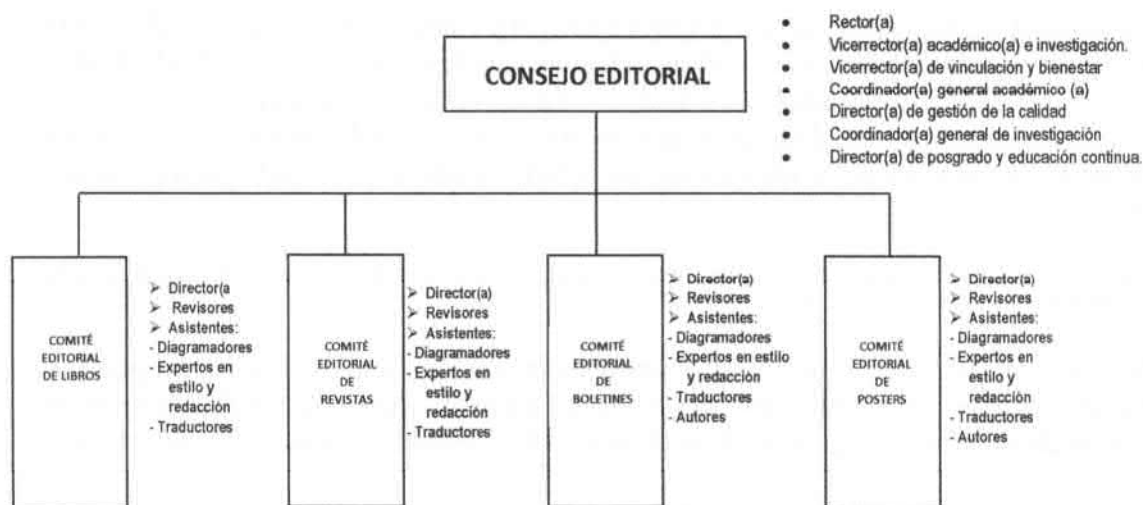 CONSEJO EDITORIAL
• Rector(a)
• Vicerrector(a) académico(a) e investigación.
• Vicerrector(a) de vinculación y bienestar
• Coordinador(a) general académico (a)
• Director(a) de gestión de la calidad
• Coordinador(a) general de investigación
• Director(a) de posgrado y educación continua.
COMITÉ
EDITORIAL
DE LIBROS
➢ Director(a
➢ Revisores
➢ Asistentes:
- Diagramadores
- Expertos en
estilo y
redacción
- Traductores
COMITÉ
EDITORIAL
DE
REVISTAS
➢ Director(a)
➢ Revisores
➢ Asistentes:
- Diagramadores
- Expertos en
estilo y
redacción
- Traductores
COMITÉ
EDITORIAL
DE
BOLETINES
➢ Director(a)
➢ Revisores
➢ Asistentes:
- Diagramadores
- Expertos en estilo
y redacción
- Traductores
- Autores
COMITÉ
EDITORIAL
DE
POSTERS
➢ Director(a)
➢ Revisores
➢ Asistentes:
- Diagramadores
- Expertos en
estilo y
redacción
- Traductores
- Autores